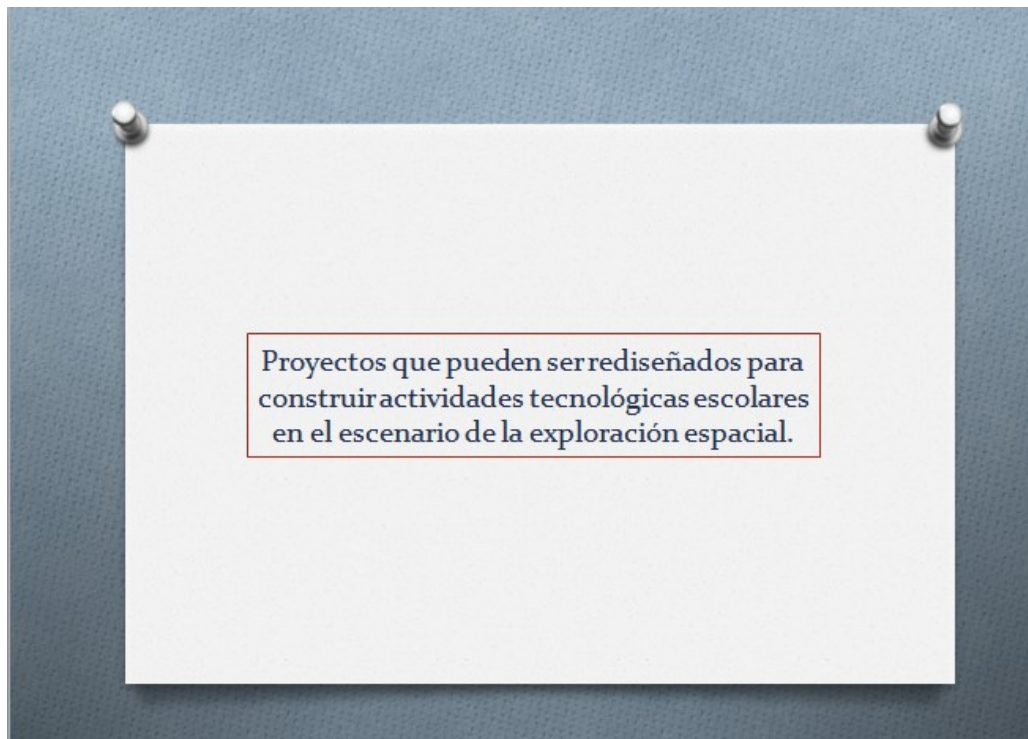 Proyectos que pueden ser rediseñados para
construir actividades tecnológicas escolares
en el escenario de la exploración espacial.